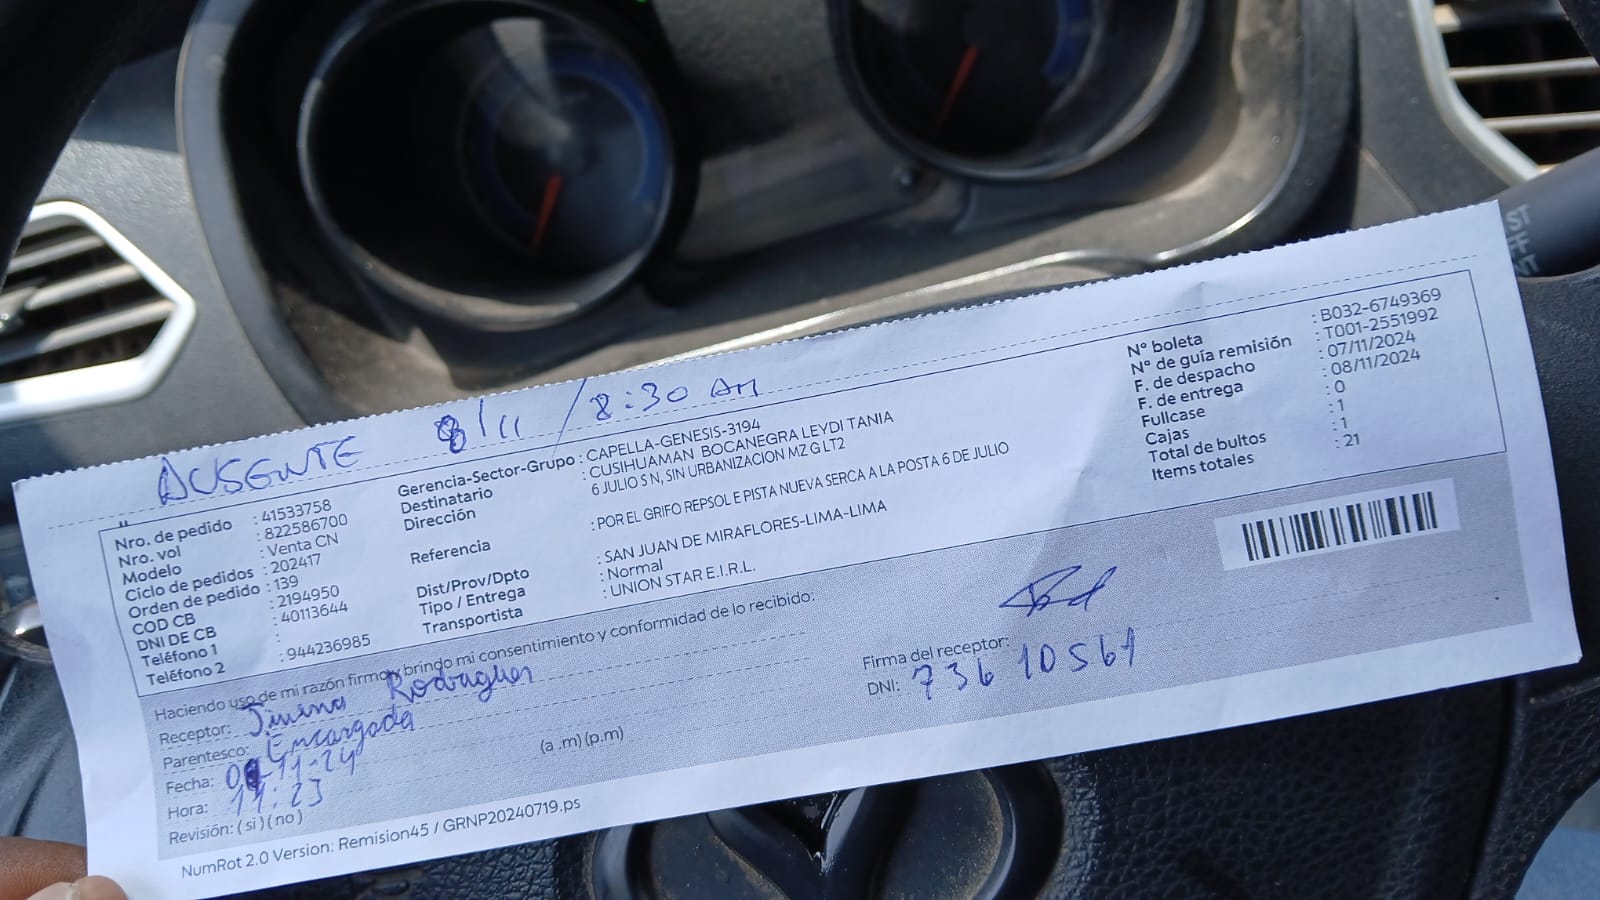 AUSENTE 8/11 / 8:30 AM
Nro. de pedido : 41533758
Nro. vol : 822586700
Modelo : Venta CN
Ciclo de pedidos : 202417
Orden de pedido : 139
COD CB : 2194950
DNI DE CB : 40113644
Teléfono 1 :
Teléfono 2 : 944236985
Gerencia-Sector-Grupo : CAPELLA-GENESIS-3194
Destinatario : CUSIHUAMAN BOCANEGRA LEYDI TANIA
Dirección : 6 JULIO S N, SIN URBANIZACION MZ G LT2
Referencia : POR EL GRIFO REPSOL E PISTA NUEVA SERCA A LA POSTA 6 DE JULIO
Dist/Prov/Dpto : SAN JUAN DE MIRAFLORES-LIMA-LIMA
Tipo / Entrega : Normal
Transportista : UNION STAR E.I.R.L.
N° boleta : B032-6749369
N° de guía remisión : T001-2551992
F. de despacho : 07/11/2024
F. de entrega : 08/11/2024
Fullcase : 0
Cajas : 1
Total de bultos : 1
Items totales : 21
Haciendo uso de mi razón firmo y brindo mi consentimiento y conformidad de lo recibido:
Receptor: Jimena Rodriguez
Parentesco: Encargada
Fecha: 09-11-24
Hora: 11:23 (a .m) (p.m)
Revisión: ( si ) ( no )
Firma del receptor:
DNI: 73610561
NumRot 2.0 Version: Remision45 / GRNP20240719.ps